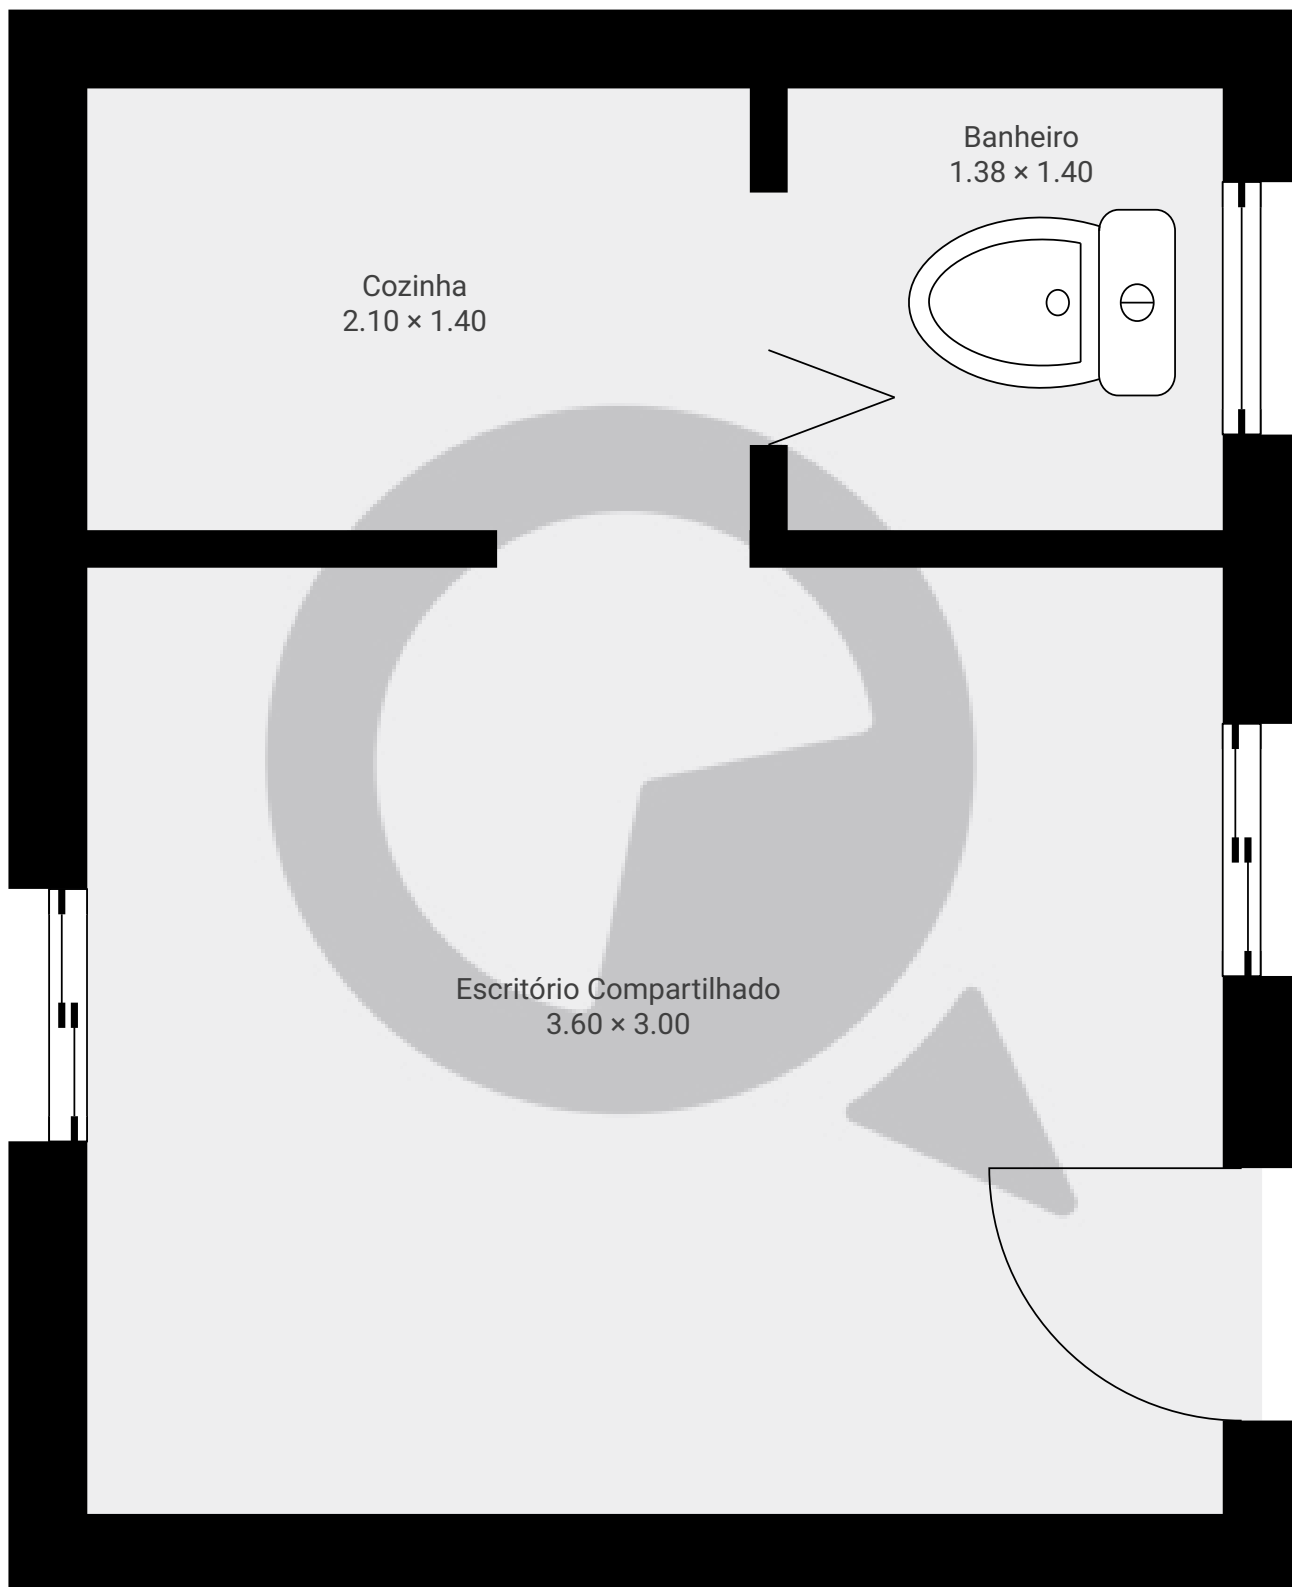 Banheiro
1.38 × 1.40
Cozinha
2.10 × 1.40
Escritório Compartilhado
3.60 × 3.00